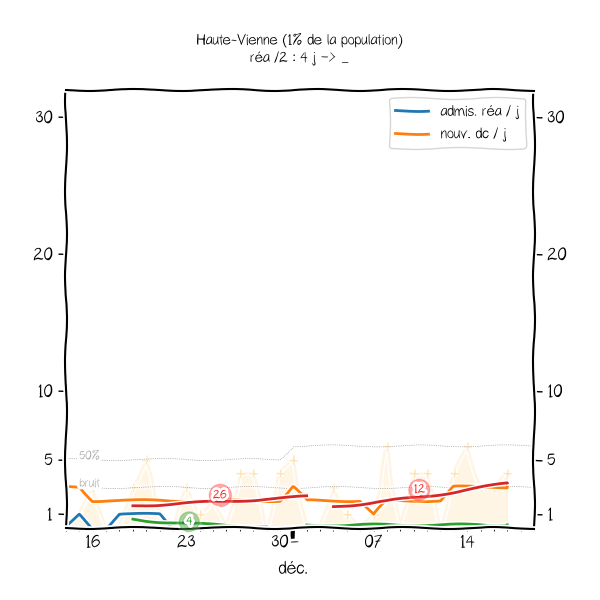 Haute-Vienne (1% de la population)
réa /2 : 4 j -> _
admis. réa / j
nouv. dc / j
30 30
20 20
10 10
5 50% 5
bruit
26 12
4
1 1
16 23 30 07 14
déc.